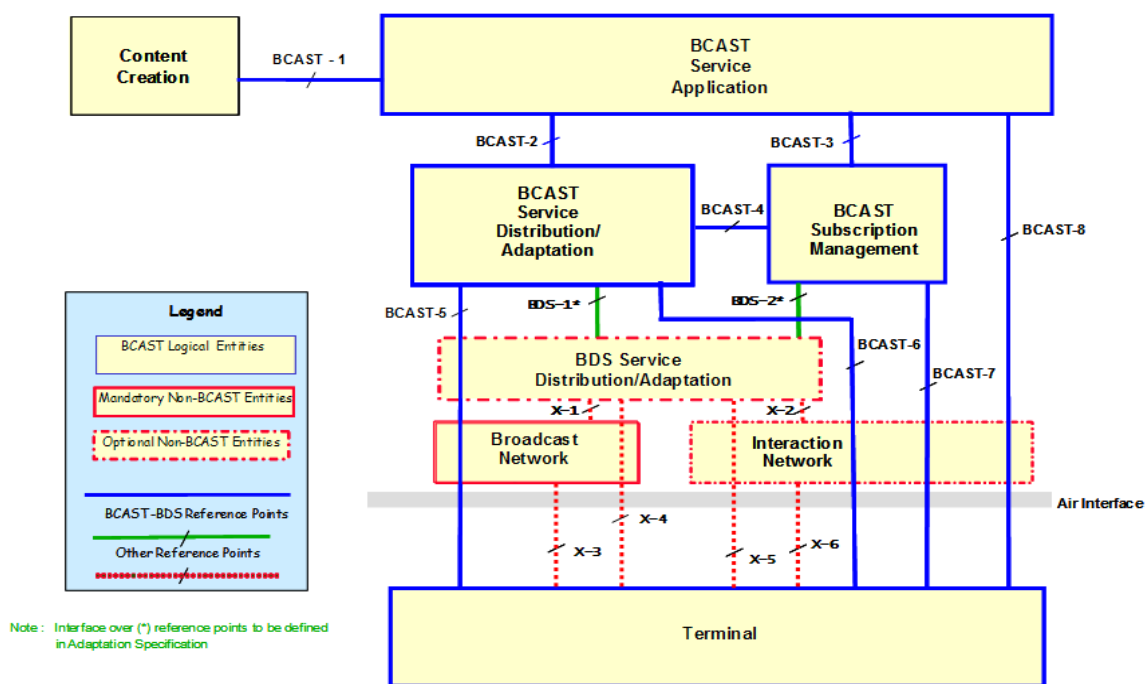 Content
Creation
BCAST - 1
BCAST
Service
Application
BCAST-2
BCAST-3
BCAST
Service
Distribution/
Adaptation
BCAST-4
BCAST
Subscription
Management
BCAST-8
BCAST-5
BDS-1*
BDS-2*
BDS Service
Distribution/Adaptation
BCAST-6
BCAST-7
X-1
X-2
Broadcast
Network
Interaction
Network
Air Interface
X-3
X-4
X-5
X-6
Terminal
Legend
BCAST Logical Entities
Mandatory Non-BCAST Entities
Optional Non-BCAST Entities
BCAST-BDS Reference Points
Other Reference Points
Note : Interface over (*) reference points to be defined
in Adaptation Specification